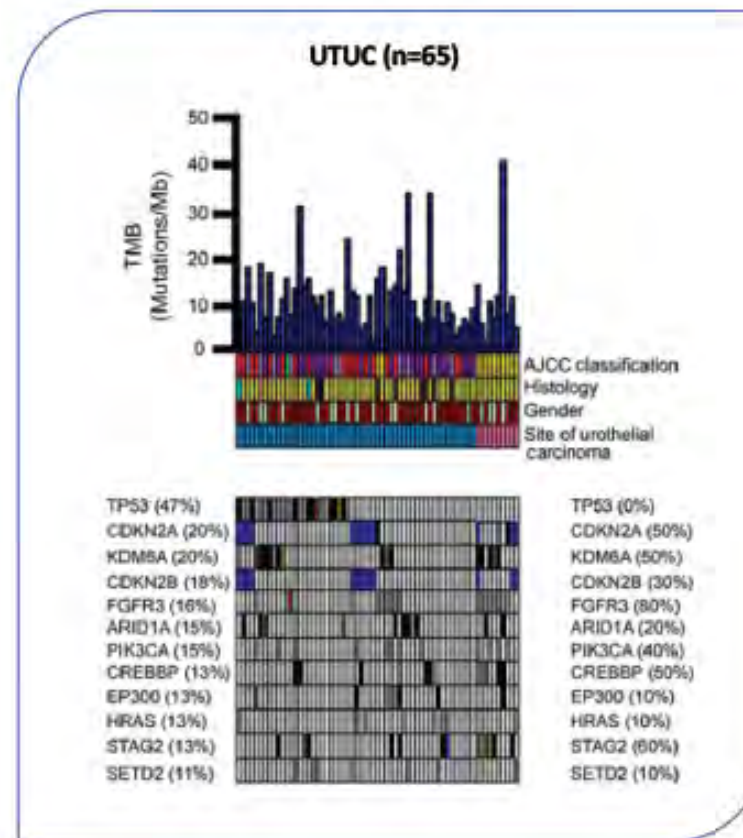 UTUC (n=65)
TMB
(Mutations/Mb)
50
40
30
20
10
0
AJCC classification
Histology
Gender
Site of urothelial
carcinoma
TP53 (47%) TP53 (0%)
CDKN2A (20%) CDKN2A (50%)
KDM6A (20%) KDM6A (50%)
CDKN2B (18%) CDKN2B (30%)
FGFR3 (16%) FGFR3 (80%)
ARID1A (15%) ARID1A (20%)
PIK3CA (15%) PIK3CA (40%)
CREBBP (13%) CREBBP (50%)
EP300 (13%) EP300 (10%)
HRAS (13%) HRAS (10%)
STAG2 (13%) STAG2 (60%)
SETD2 (11%) SETD2 (10%)